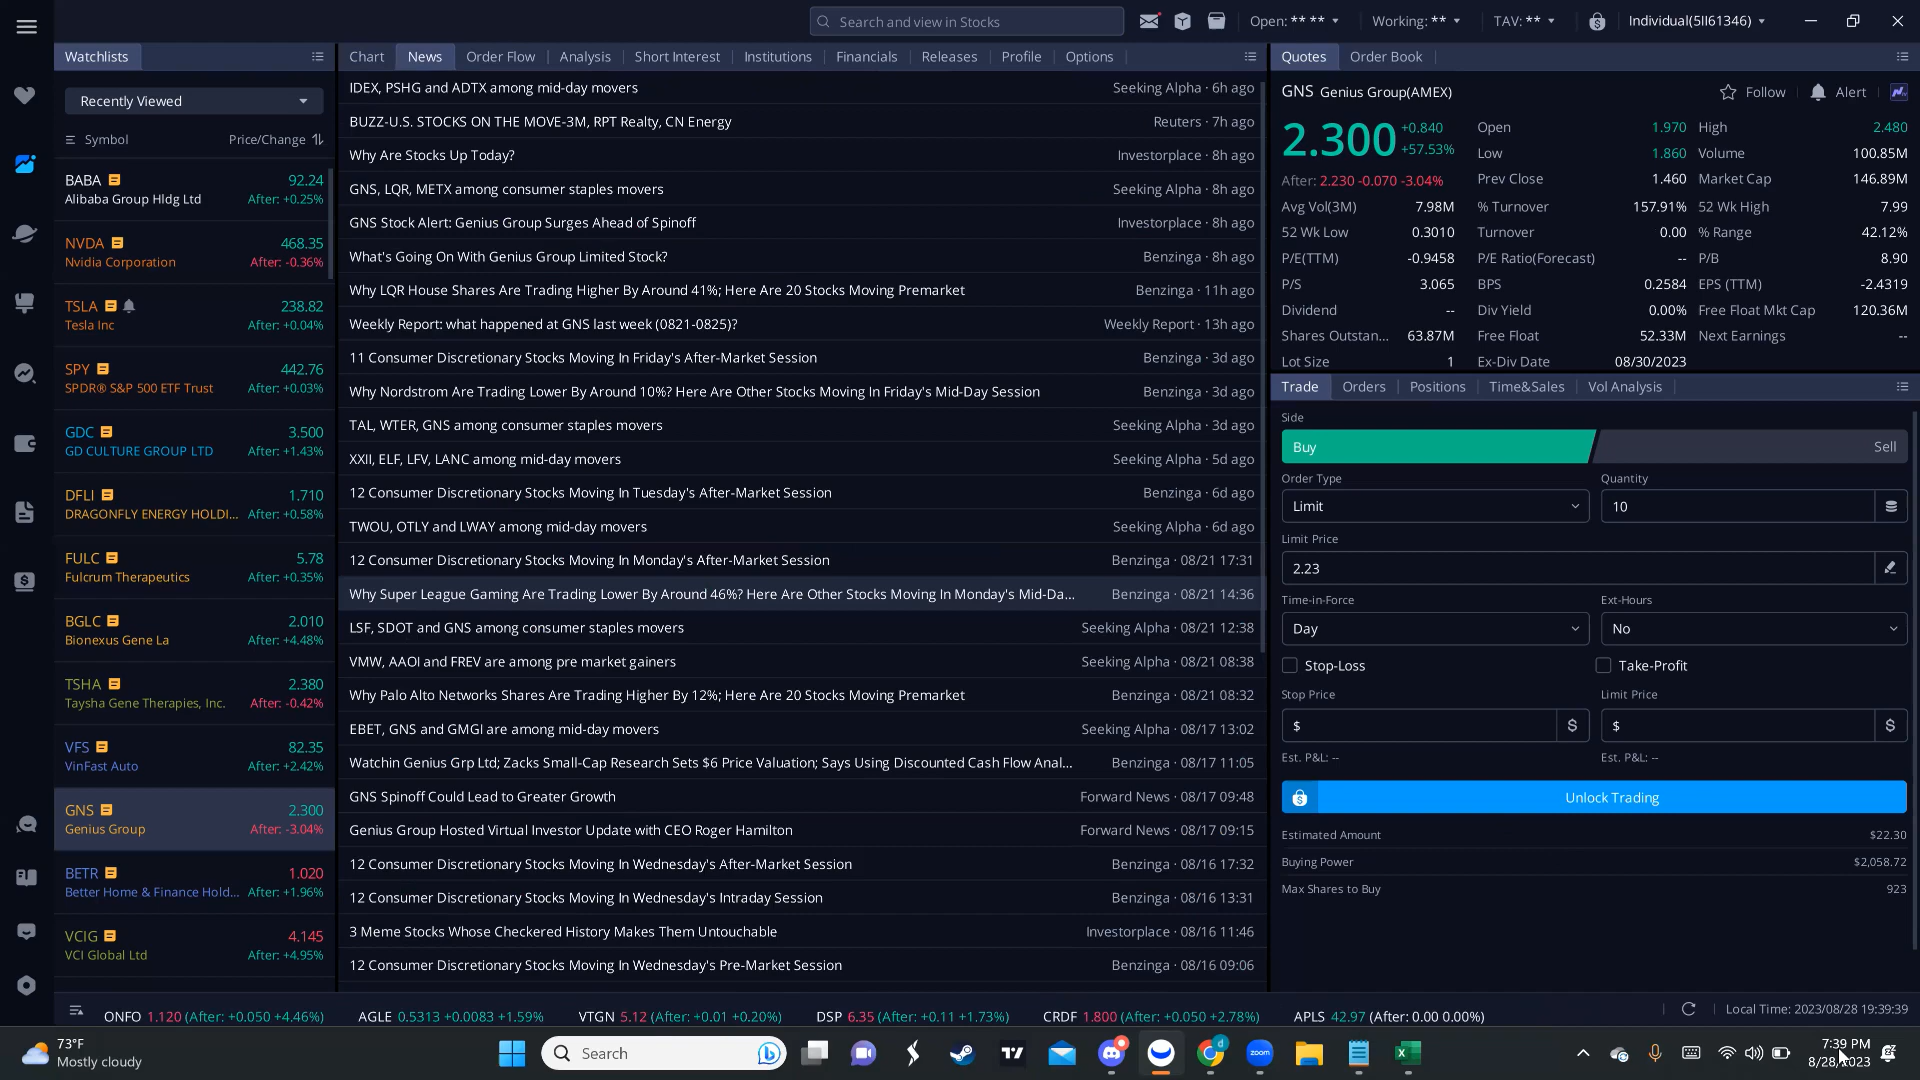 Search and view in Stocks
Open: ** **
Working: **
TAV: **
Individual(5II61346)
Watchlists
Chart
News
Order Flow
Analysis
Short Interest
Institutions
Financials
Releases
Profile
Options
Quotes
Order Book
Recently Viewed
Symbol
Price/Change
BABA 92.24
Alibaba Group Hldg Ltd After: +0.25%
NVDA 468.35
Nvidia Corporation After: -0.36%
TSLA 238.82
Tesla Inc After: +0.04%
SPY 442.76
SPDR® S&P 500 ETF Trust After: +0.03%
GDC 3.500
GD CULTURE GROUP LTD After: +1.43%
DFLI 1.710
DRAGONFLY ENERGY HOLDI... After: +0.58%
FULC 5.78
Fulcrum Therapeutics After: +0.35%
BGLC 2.010
Bionexus Gene La After: +4.48%
TSHA 2.380
Taysha Gene Therapies, Inc. After: -0.42%
VFS 82.35
VinFast Auto After: +2.42%
GNS 2.300
Genius Group After: -3.04%
BETR 1.020
Better Home & Finance Hold... After: +1.96%
VCIG 4.145
VCI Global Ltd After: +4.95%
IDEX, PSHG and ADTX among mid-day movers Seeking Alpha · 6h ago
BUZZ-U.S. STOCKS ON THE MOVE-3M, RPT Realty, CN Energy Reuters · 7h ago
Why Are Stocks Up Today? Investorplace · 8h ago
GNS, LQR, METX among consumer staples movers Seeking Alpha · 8h ago
GNS Stock Alert: Genius Group Surges Ahead of Spinoff Investorplace · 8h ago
What's Going On With Genius Group Limited Stock? Benzinga · 8h ago
Why LQR House Shares Are Trading Higher By Around 41%; Here Are 20 Stocks Moving Premarket Benzinga · 11h ago
Weekly Report: what happened at GNS last week (0821-0825)? Weekly Report · 13h ago
11 Consumer Discretionary Stocks Moving In Friday's After-Market Session Benzinga · 3d ago
Why Nordstrom Are Trading Lower By Around 10%? Here Are Other Stocks Moving In Friday's Mid-Day Session Benzinga · 3d ago
TAL, WTER, GNS among consumer staples movers Seeking Alpha · 3d ago
XXII, ELF, LFV, LANC among mid-day movers Seeking Alpha · 5d ago
12 Consumer Discretionary Stocks Moving In Tuesday's After-Market Session Benzinga · 6d ago
TWOU, OTLY and LWAY among mid-day movers Seeking Alpha · 6d ago
12 Consumer Discretionary Stocks Moving In Monday's After-Market Session Benzinga · 08/21 17:31
Why Super League Gaming Are Trading Lower By Around 46%? Here Are Other Stocks Moving In Monday's Mid-Da... Benzinga · 08/21 14:36
LSF, SDOT and GNS among consumer staples movers Seeking Alpha · 08/21 12:38
VMW, AAOI and FREV are among pre market gainers Seeking Alpha · 08/21 08:38
Why Palo Alto Networks Shares Are Trading Higher By 12%; Here Are 20 Stocks Moving Premarket Benzinga · 08/21 08:32
EBET, GNS and GMGI are among mid-day movers Seeking Alpha · 08/17 13:02
Watchin Genius Grp Ltd; Zacks Small-Cap Research Sets $6 Price Valuation; Says Using Discounted Cash Flow Anal... Benzinga · 08/17 11:05
GNS Spinoff Could Lead to Greater Growth Forward News · 08/17 09:48
Genius Group Hosted Virtual Investor Update with CEO Roger Hamilton Forward News · 08/17 09:15
12 Consumer Discretionary Stocks Moving In Wednesday's After-Market Session Benzinga · 08/16 17:32
12 Consumer Discretionary Stocks Moving In Wednesday's Intraday Session Benzinga · 08/16 13:31
3 Meme Stocks Whose Checkered History Makes Them Untouchable Investorplace · 08/16 11:46
12 Consumer Discretionary Stocks Moving In Wednesday's Pre-Market Session Benzinga · 08/16 09:06
GNS Genius Group(AMEX) Follow Alert
2.300 +0.840
+57.53%
After: 2.230 -0.070 -3.04%
Open 1.970 High 2.480
Low 1.860 Volume 100.85M
Prev Close 1.460 Market Cap 146.89M
Avg Vol(3M) 7.98M % Turnover 157.91% 52 Wk High 7.99
52 Wk Low 0.3010 Turnover 0.00 % Range 42.12%
P/E(TTM) -0.9458 P/E Ratio(Forecast) -- P/B 8.90
P/S 3.065 BPS 0.2584 EPS (TTM) -2.4319
Dividend -- Div Yield 0.00% Free Float Mkt Cap 120.36M
Shares Outstan... 63.87M Free Float 52.33M Next Earnings --
Lot Size 1 Ex-Div Date 08/30/2023
Trade Orders Positions Time&Sales Vol Analysis
Side
Buy Sell
Order Type Quantity
Limit 10
Limit Price
2.23
Time-in-Force Ext-Hours
Day No
Stop-Loss Take-Profit
Stop Price Limit Price
$ $ $ $
Est. P&L: -- Est. P&L: --
Unlock Trading
Estimated Amount $22.30
Buying Power $2,058.72
Max Shares to Buy 923
ONFO 1.120 (After: +0.050 +4.46%) AGLE 0.5313 +0.0083 +1.59% VTGN 5.12 (After: +0.01 +0.20%) DSP 6.35 (After: +0.11 +1.73%) CRDF 1.800 (After: +0.050 +2.78%) APLS 42.97 (After: 0.00 0.00%)
Local Time: 2023/08/28 19:39:39
73°F
Mostly cloudy
Search
zoom
7:39 PM
8/28/2023